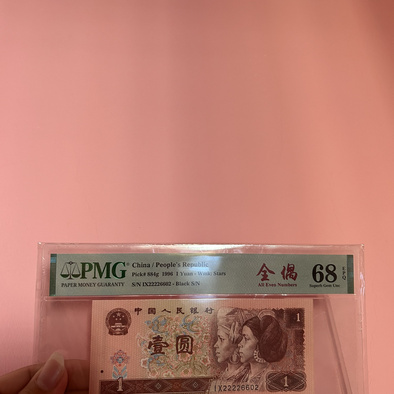 PMG
PAPER MONEY GUARANTY
China / People's Republic
Pick# 884g 1996 1 Yuan - Wmk: Stars
S/N IX22226602 - Block S/N
全偶
All Even Numbers
68
EPQ
Superb Gem Unc
中国人民银行
1
壹圆
IX22226602
1
1